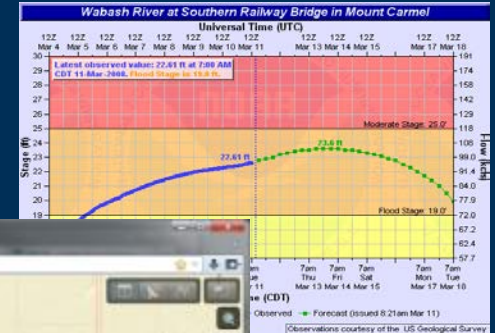 Wabash River at Southern Railway Bridge in Mount Carmel
Universal Time (UTC)
12Z 12Z 12Z 12Z 12Z 12Z 12Z 12Z 12Z 12Z 12Z 12Z 12Z
Mar 4 Mar 5 Mar 6 Mar 7 Mar 8 Mar 9 Mar 10 Mar 11 Mar 13 Mar 14 Mar 15 Mar 17 Mar 18
Latest observed value: 22.61 ft at 7:00 AM
CDT 11-Mar-2008. Flood Stage is 19.0 ft.
30
29
28
27
26
25
24
23
22
21
20
19
Stage (ft)
191
174
158
142
129
118
108
99.0
91.4
84.0
77.9
72.0
67.2
62.4
57.7
Flow (kcfs)
Moderate Stage: 25.0'
22.61 ft
23.6 ft
Flood Stage: 19.0'
7am 7am 7am 7am 7am
Thu Fri Sat Mon Tue
Mar 13 Mar 14 Mar 15 Mar 17 Mar 18
(CDT)
Observed Forecast (issued 8:21am Mar 11)
Observations courtesy of the US Geological Survey